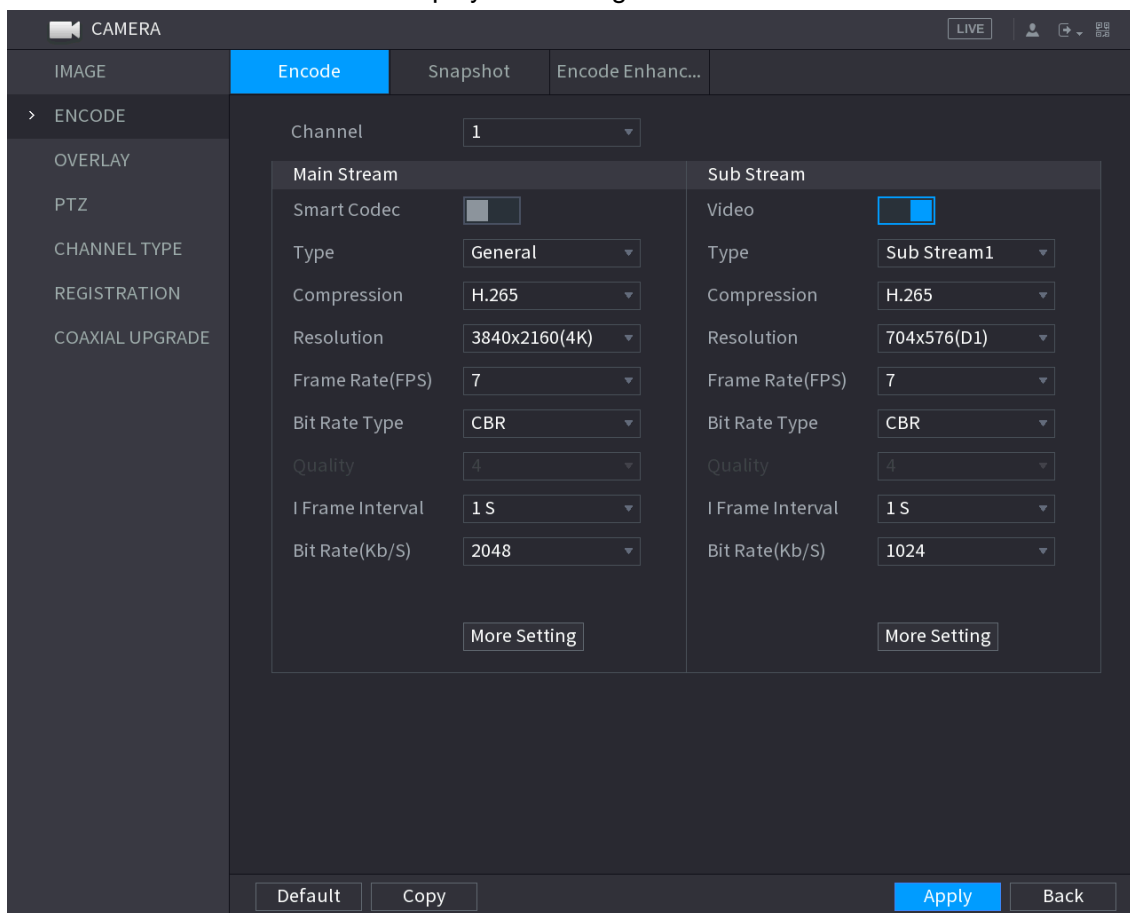 CAMERA LIVE
IMAGE Encode Snapshot Encode Enhanc...
> ENCODE
Channel 1
OVERLAY
Main Stream Sub Stream
PTZ
Smart Codec Video
CHANNEL TYPE
Type General Type Sub Stream1
REGISTRATION
Compression H.265 Compression H.265
COAXIAL UPGRADE
Resolution 3840x2160(4K) Resolution 704x576(D1)
Frame Rate(FPS) 7 Frame Rate(FPS) 7
Bit Rate Type CBR Bit Rate Type CBR
Quality 4 Quality 4
I Frame Interval 1 S I Frame Interval 1 S
Bit Rate(Kb/S) 2048 Bit Rate(Kb/S) 1024
More Setting More Setting
Default Copy Apply Back